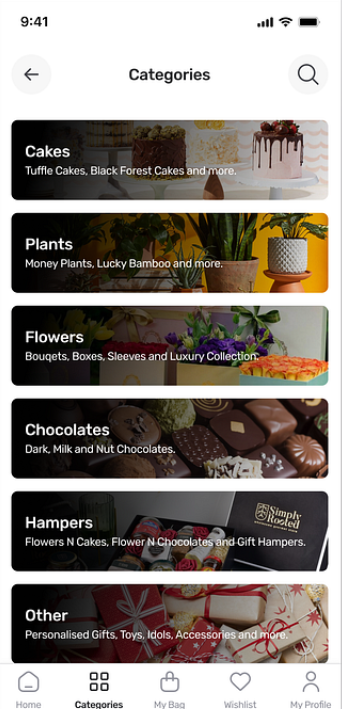 9:41
Categories
Cakes
Tuffle Cakes, Black Forest Cakes and more.
Plants
Money Plants, Lucky Bamboo and more.
Flowers
Bouqets, Boxes, Sleeves and Luxury Collection.
Chocolates
Dark, Milk and Nut Chocolates.
Simply
Rooted
Hampers
Flowers N Cakes, Flower N Chocolates and Gift Hampers.
Other
Personalised Gifts, Toys, Idols, Accessories and more.
Home Categories My Bag Wishlist My Profile